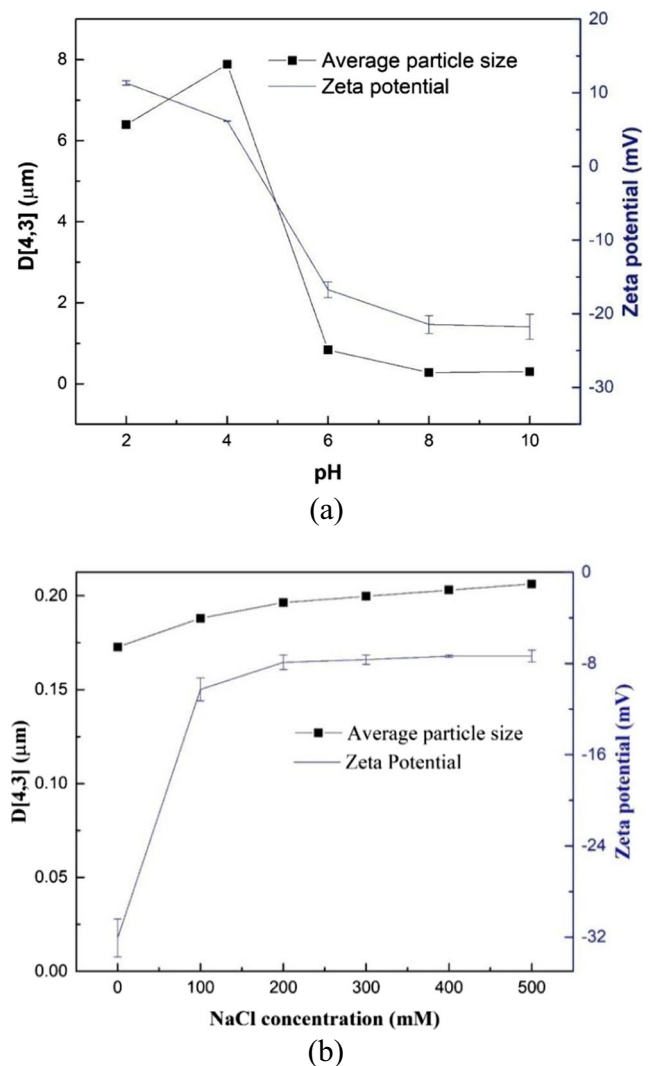 Average particle size
Zeta potential
D[4,3] (μm)
8
6
4
2
0
20
10
0
-10
-20
-30
Zeta potential (mV)
2 4 6 8 10
pH
(a)
Average particle size
Zeta Potential
D[4,3] (μm)
0.20
0.15
0.10
0.05
0.00
0
-8
-16
-24
-32
Zeta potential (mV)
0 100 200 300 400 500
NaCl concentration (mM)
(b)